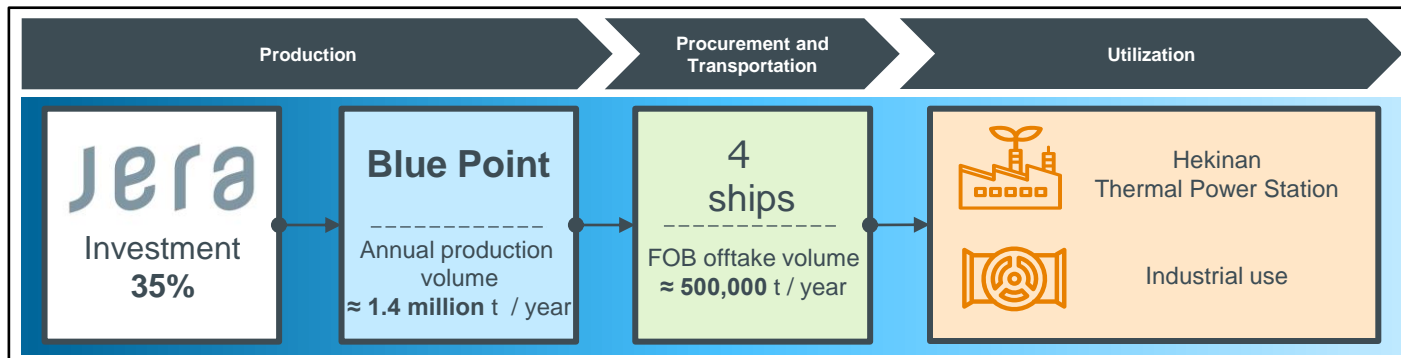 Production
Procurement and
Transportation
Utilization
Jera
Investment
35%
Blue Point
Annual production
volume
≈ 1.4 million t / year
4
ships
FOB offtake volume
≈ 500,000 t / year
Hekinan
Thermal Power Station
Industrial use